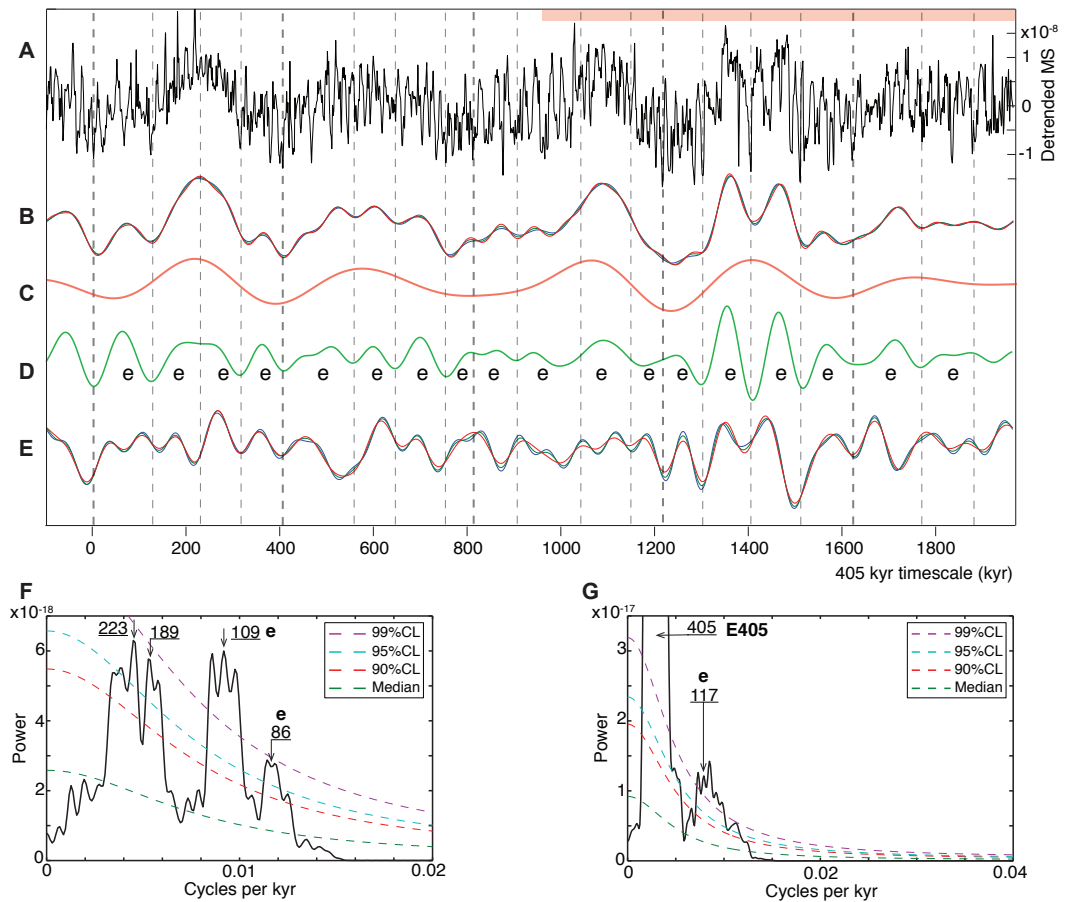 A
x10⁻⁸
1
0
-1
Detrended MS
B
C
D
e e e e e e e e e e e e e e e e e e
E
0 200 400 600 800 1000 1200 1400 1600 1800
405 kyr timescale (kyr)
F
x10⁻¹⁸
223
189
109 e
e
86
99%CL
95%CL
90%CL
Median
6
4
2
0
Power
0 0.01 0.02
Cycles per kyr
G
x10⁻¹⁷
405 E405
e
117
99%CL
95%CL
90%CL
Median
3
2
1
0
Power
0 0.02 0.04
Cycles per kyr